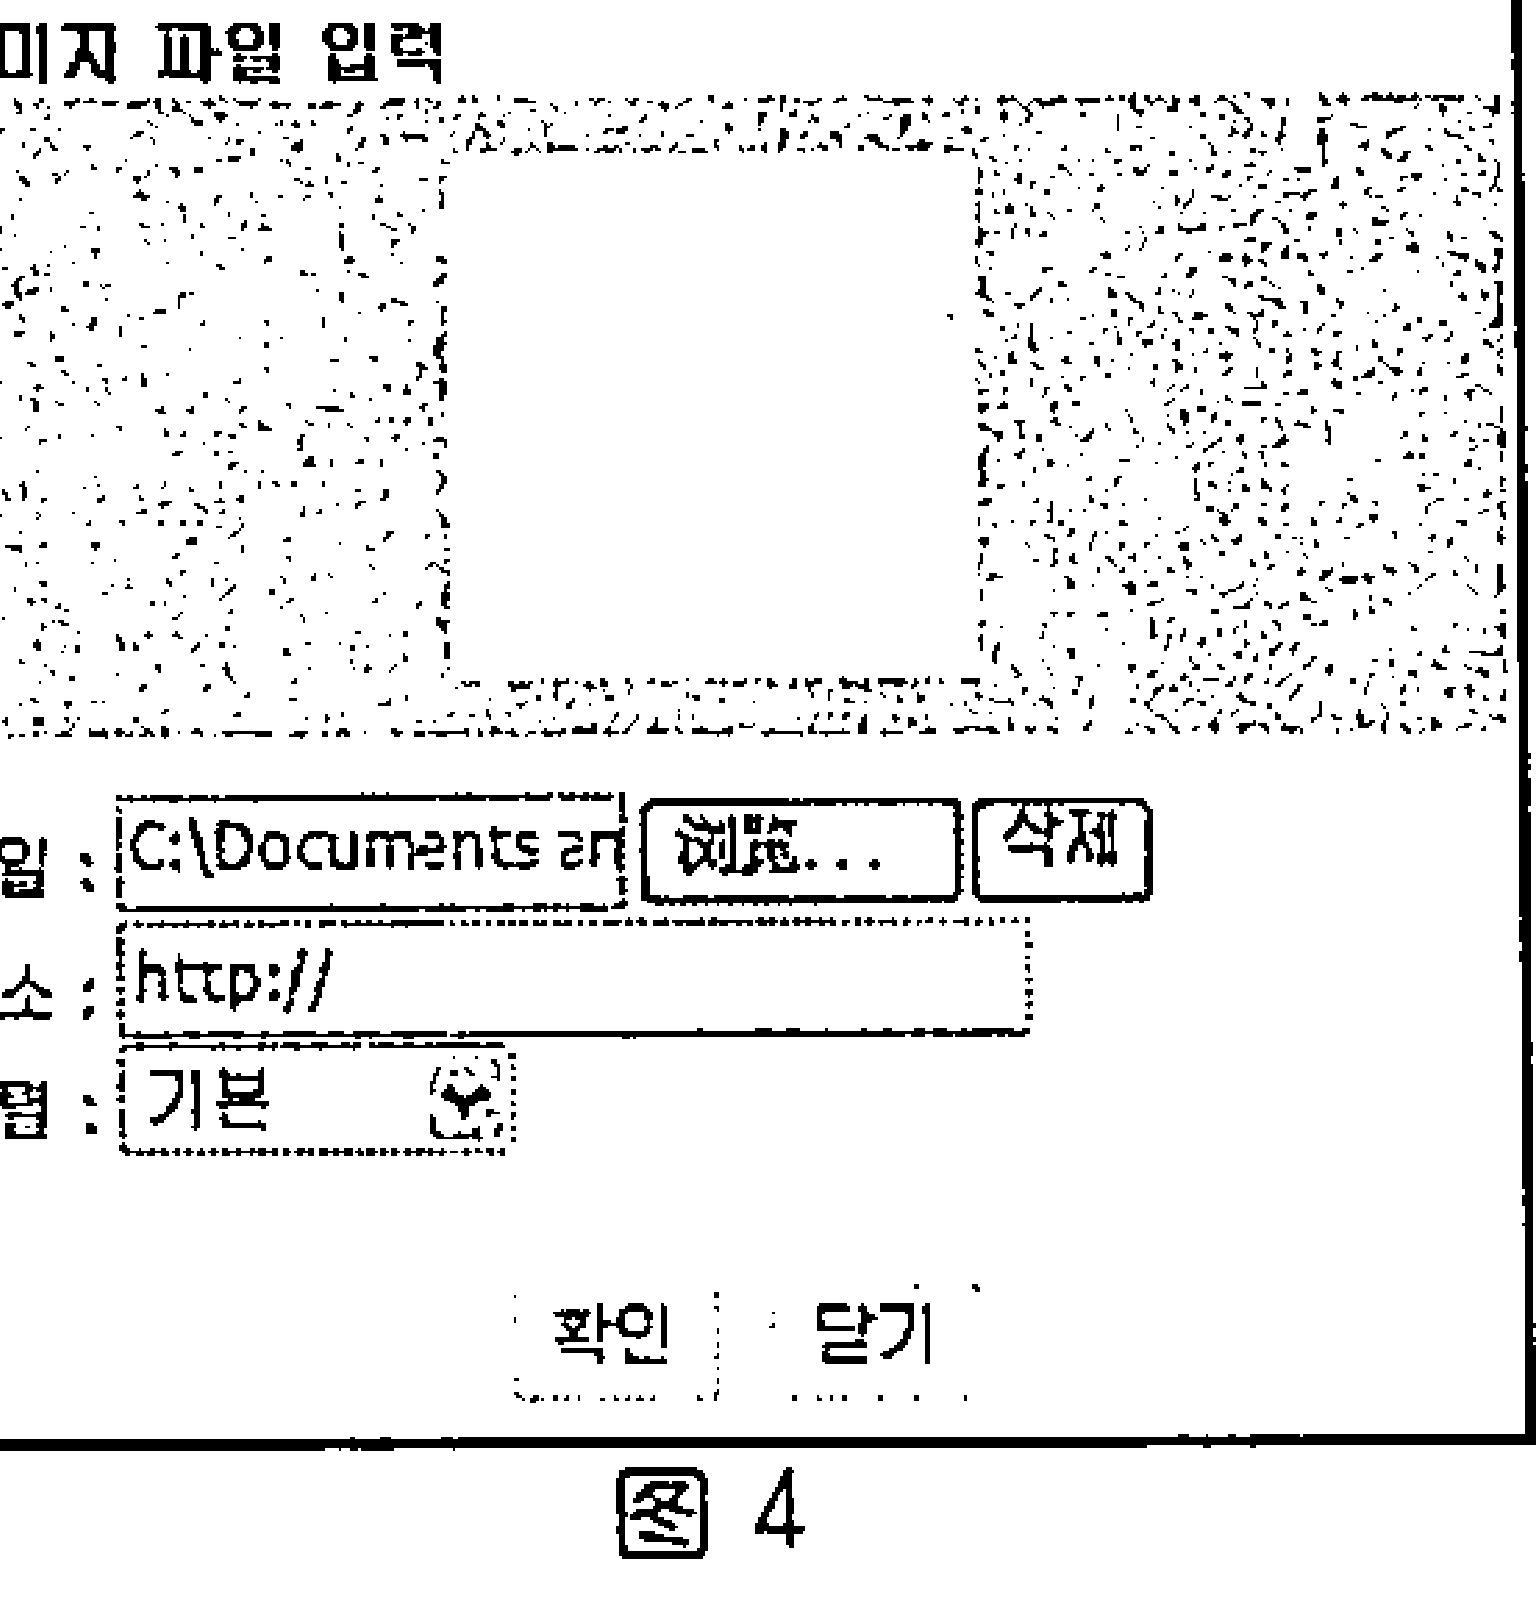 미지 파일 입력
일 : C:\Documents an 浏览... 삭제
소 : http://
렬 : 기본
확인 닫기
图 4